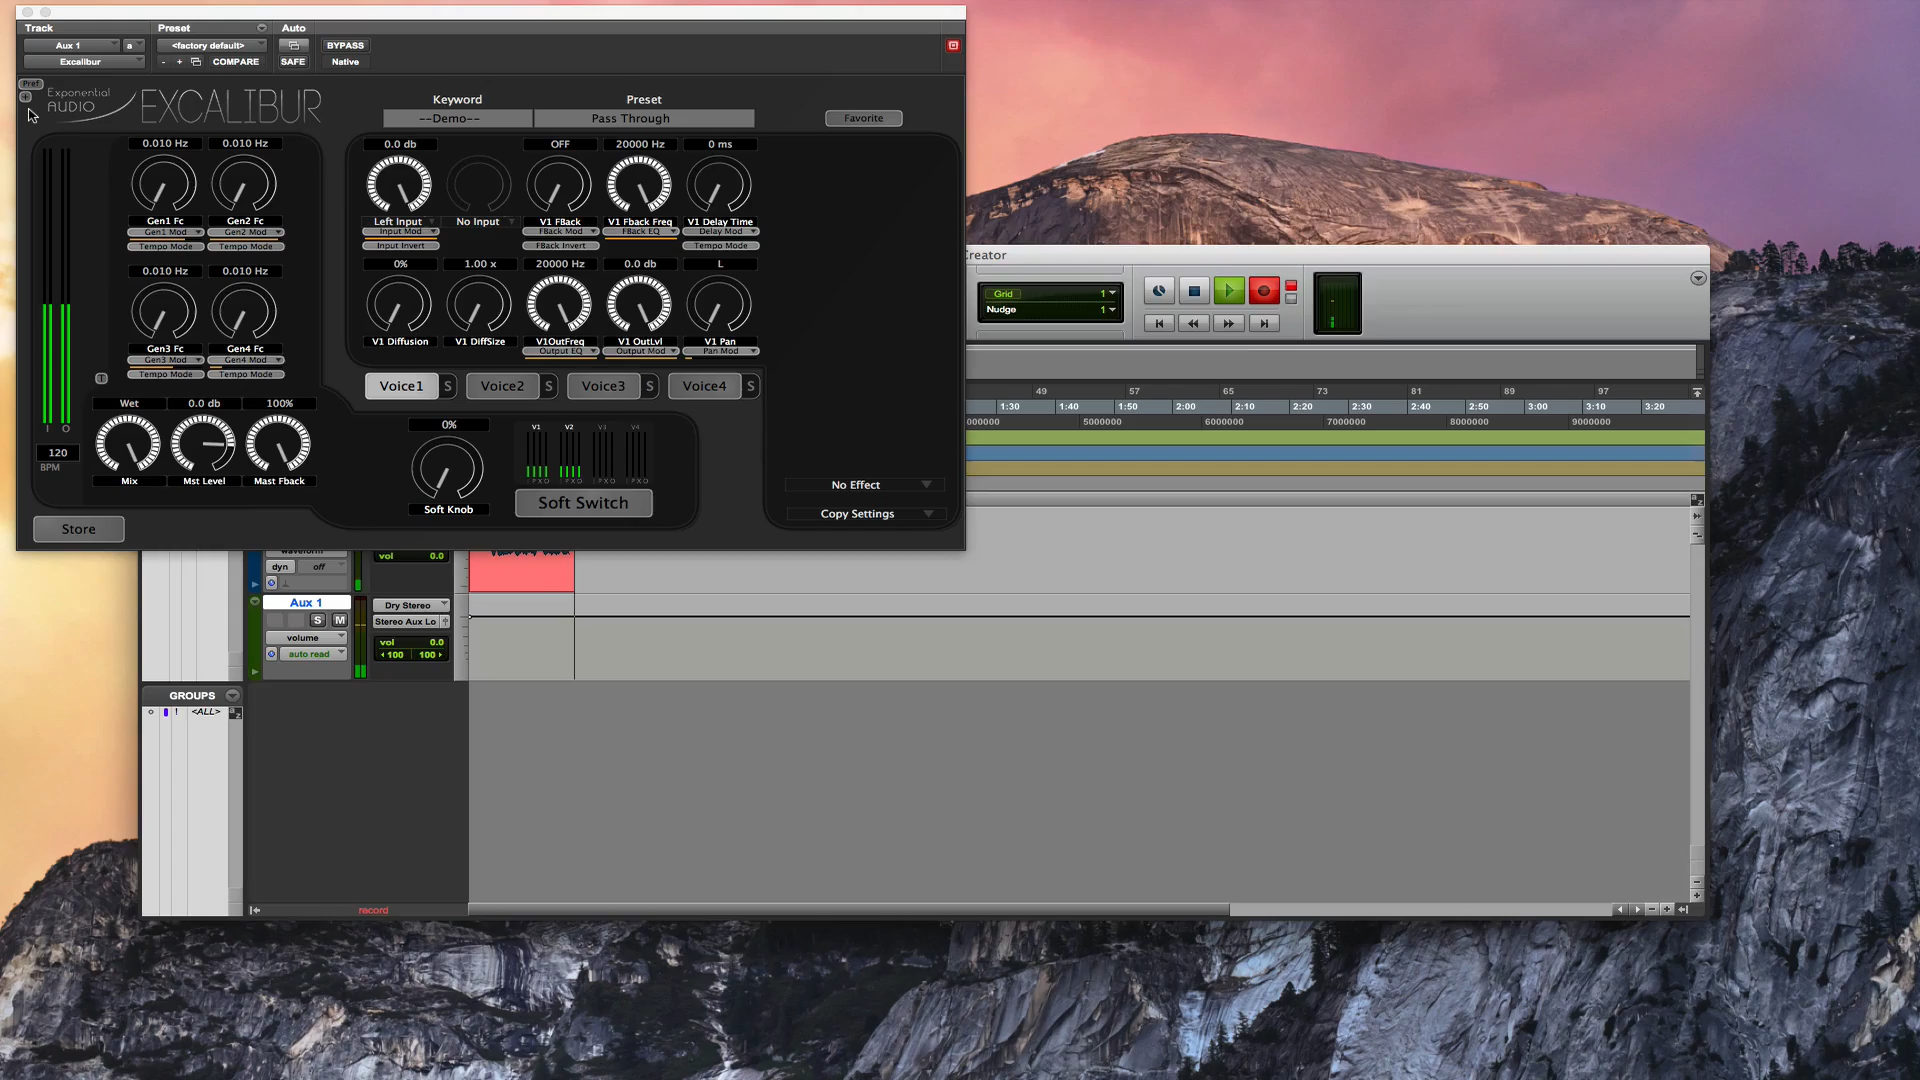 Track
Preset
Auto
Aux 1
a
<factory default>
BYPASS
Excalibur
- +
COMPARE
SAFE
Native
Pref
+
Exponential
AUDIO
EXCALIBUR
Keyword
Preset
--Demo--
Pass Through
Favorite
0.010 Hz
0.010 Hz
0.0 db
OFF
20000 Hz
0 ms
Gen1 Fc
Gen2 Fc
Left Input
No Input
V1 FBack
V1 Fback Freq
V1 Delay Time
Gen1 Mod
Gen2 Mod
Input Mod
FBack Mod
FBack EQ
Delay Mod
Tempo Mode
Tempo Mode
Input Invert
FBack Invert
Tempo Mode
0.010 Hz
0.010 Hz
0%
1.00 x
20000 Hz
0.0 db
L
Gen3 Fc
Gen4 Fc
V1 Diffusion
V1 DiffSize
V1OutFreq
V1 OutLvl
V1 Pan
Gen3 Mod
Gen4 Mod
Output EQ
Output Mod
Pan Mod
Tempo Mode
Tempo Mode
T
Voice1
S
Voice2
S
Voice3
S
Voice4
S
Wet
0.0 db
100%
I O
120
BPM
Mix
Mst Level
Mast Fback
0%
Soft Knob
V1
V2
V3
V4
I P X O
I P X O
I P X O
I P X O
Soft Switch
No Effect
Copy Settings
Store
Creator
Grid
1
Nudge
1
49
57
65
73
81
89
97
1:30
1:40
1:50
2:00
2:10
2:20
2:30
2:40
2:50
3:00
3:10
3:20
000000
5000000
6000000
7000000
8000000
9000000
waveform
vol
0.0
dyn
off
Aux 1
Dry Stereo
S
M
Stereo Aux Lo
volume
vol
0.0
auto read
100
100
GROUPS
! <ALL>
a z
record